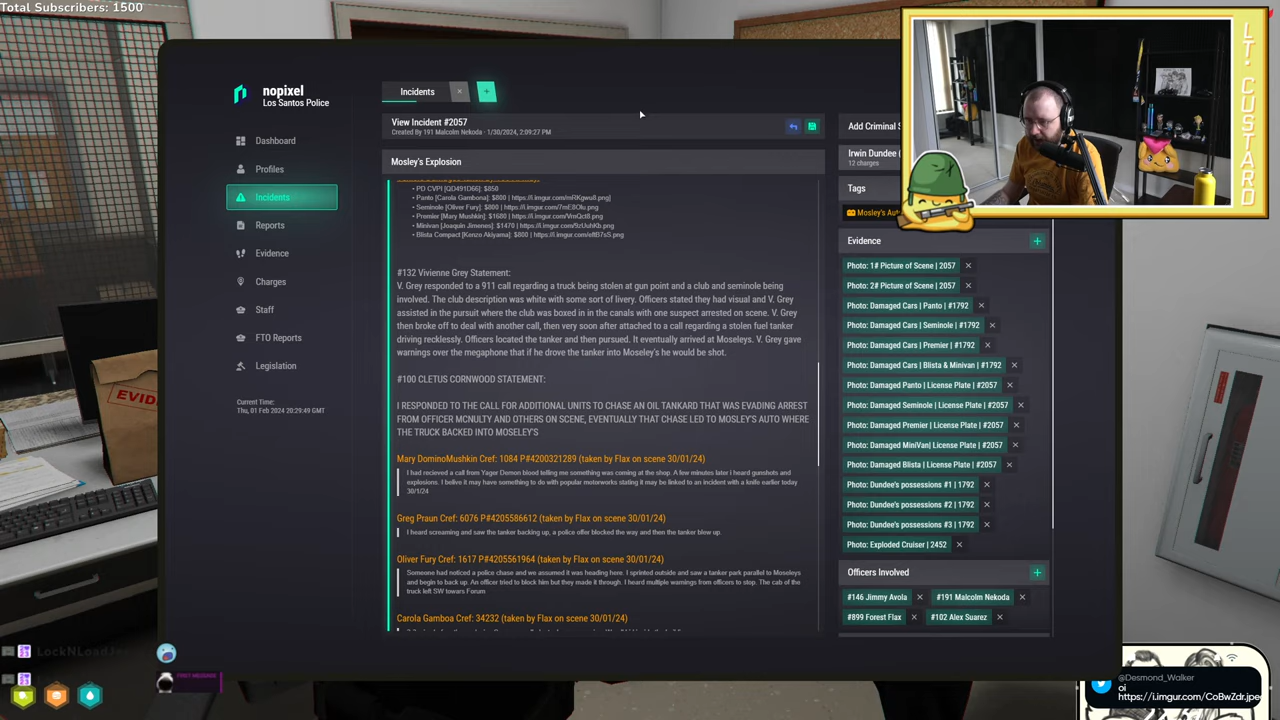 Total Subscribers: 1500
LT. CUSTARD
nopixel
Los Santos Police
Dashboard
Profiles
Incidents
Reports
Evidence
Charges
Staff
FTO Reports
Legislation
Current Time:
Thu, 01 Feb 2024 20:29:49 GMT
Incidents
View Incident #2057
Created By 191 Malcolm Nekoda · 1/30/2024, 2:09:27 PM
Mosley's Explosion
• PD CVPI [QD491D66]: $850
• Panto [Carola Gambona]: $800 | https://i.imgur/mRKgwu8.png]
• Seminole [Oliver Fury]: $800 | https://i.imgur/7mE8Olu.png
• Premier [Mary Mushkin]: $1680 | https://i.imgur/VmQct8.png
• Minivan [Joaquin Jimenes]: $1470 | https://i.imgur/9zUuhKb.png
• Blista Compact [Kenzo Akiyama]: $800 | https://i.imgur/eftB7sS.png
#132 Vivienne Grey Statement:
V. Grey responded to a 911 call regarding a truck being stolen at gun point and a club and seminole being
involved. The club description was white with some sort of livery. Officers stated they had visual and V. Grey
assisted in the pursuit where the club was boxed in in the canals with one suspect arrested on scene. V. Grey
then broke off to deal with another call, then very soon after attached to a call regarding a stolen fuel tanker
driving recklessly. Officers located the tanker and then pursued. It eventually arrived at Moseleys. V. Grey gave
warnings over the megaphone that if he drove the tanker into Moseley's he would be shot.
#100 CLETUS CORNWOOD STATEMENT:
I RESPONDED TO THE CALL FOR ADDITIONAL UNITS TO CHASE AN OIL TANKARD THAT WAS EVADING ARREST
FROM OFFICER MCNULTY AND OTHERS ON SCENE, EVENTUALLY THAT CHASE LED TO MOSLEY'S AUTO WHERE
THE TRUCK BACKED INTO MOSELEY'S
Mary DominoMushkin Cref: 1084 P#4200321289 (taken by Flax on scene 30/01/24)
I had recieved a call from Yager Demon blood telling me something was coming at the shop. A few minutes later i heard gunshots and
explosions. I belive it may have something to do with popular motorworks stating it may be linked to an incident with a knife earlier today
30/1/24
Greg Praun Cref: 6076 P#4205586612 (taken by Flax on scene 30/01/24)
I heard screaming and saw the tanker backing up, a police offer blocked the way and then the tanker blew up.
Oliver Fury Cref: 1617 P#4205561964 (taken by Flax on scene 30/01/24)
Someone had noticed a police chase and we assumed it was heading here. I sprinted outside and saw a tanker park parallel to Moseleys
and begin to back up. An officer tried to block him but they made it through. I heard multiple warnings from officers to stop. The cab of the
truck left SW towars Forum
Carola Gamboa Cref: 34232 (taken by Flax on scene 30/01/24)
Add Criminal S
Irwin Dundee (
12 charges
Tags
Mosley's Aut
Evidence
Photo: 1# Picture of Scene | 2057
Photo: 2# Picture of Scene | 2057
Photo: Damaged Cars | Panto | #1792
Photo: Damaged Cars | Seminole | #1792
Photo: Damaged Cars | Premier | #1792
Photo: Damaged Cars | Blista & Minivan | #1792
Photo: Damaged Panto | License Plate | #2057
Photo: Damaged Seminole | License Plate | #2057
Photo: Damaged Premier | License Plate | #2057
Photo: Damaged MiniVan| License Plate | #2057
Photo: Damaged Blista | License Plate | #2057
Photo: Dundee's possessions #1 | 1792
Photo: Dundee's possessions #2 | 1792
Photo: Dundee's possessions #3 | 1792
Photo: Exploded Cruiser | 2452
Officers Involved
#146 Jimmy Avola
#191 Malcolm Nekoda
#899 Forest Flax
#102 Alex Suarez
EVID
@Desmond_Walker
oi
https://i.imgur.com/CoBwZdr.jpe